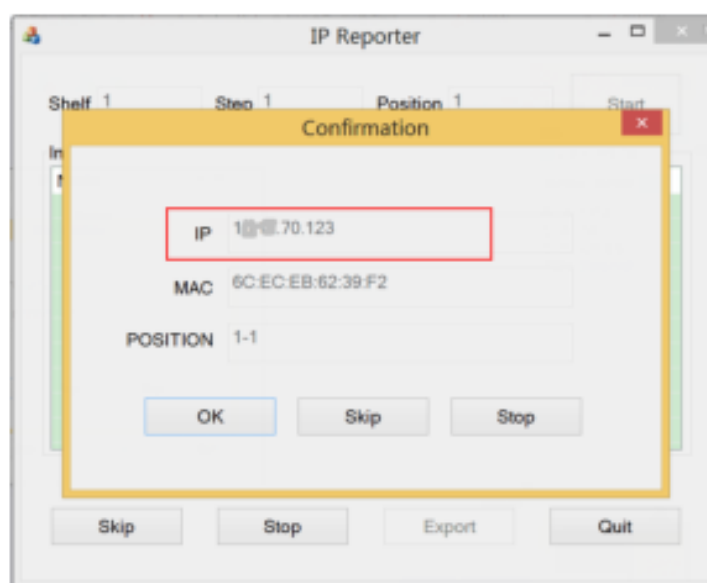 IP Reporter
Shelf 1 Step 1 Position 1 Start
Confirmation
IP .70.123
MAC 6C:EC:EB:62:39:F2
POSITION 1-1
OK Skip Stop
Skip Stop Export Quit